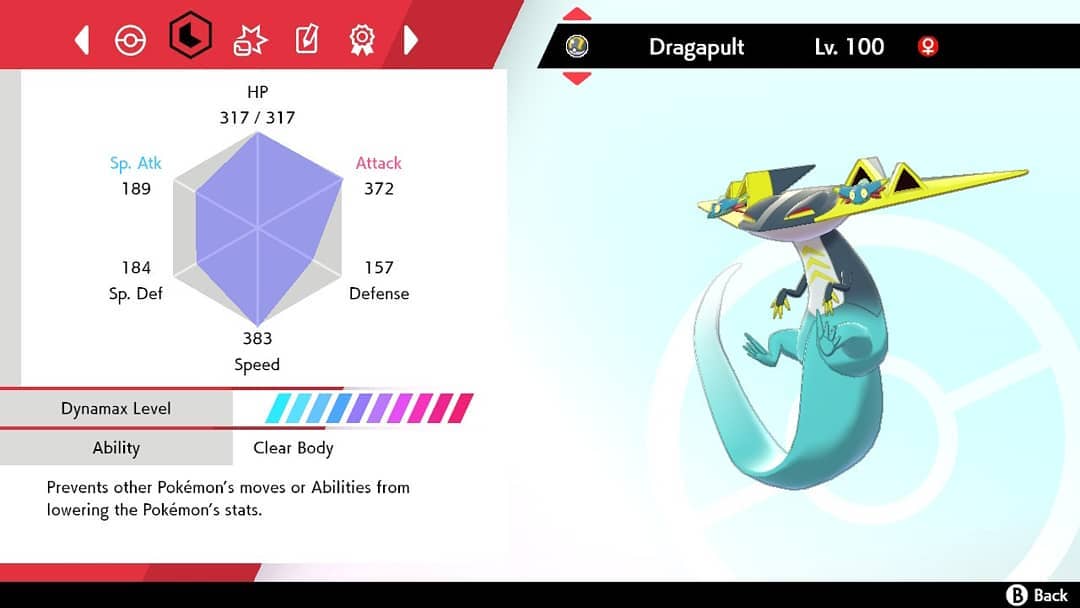 Dragapult Lv. 100
HP
317 / 317
Sp. Atk
189
Attack
372
184
Sp. Def
157
Defense
383
Speed
Dynamax Level
Ability Clear Body
Prevents other Pokémon's moves or Abilities from
lowering the Pokémon's stats.
B Back